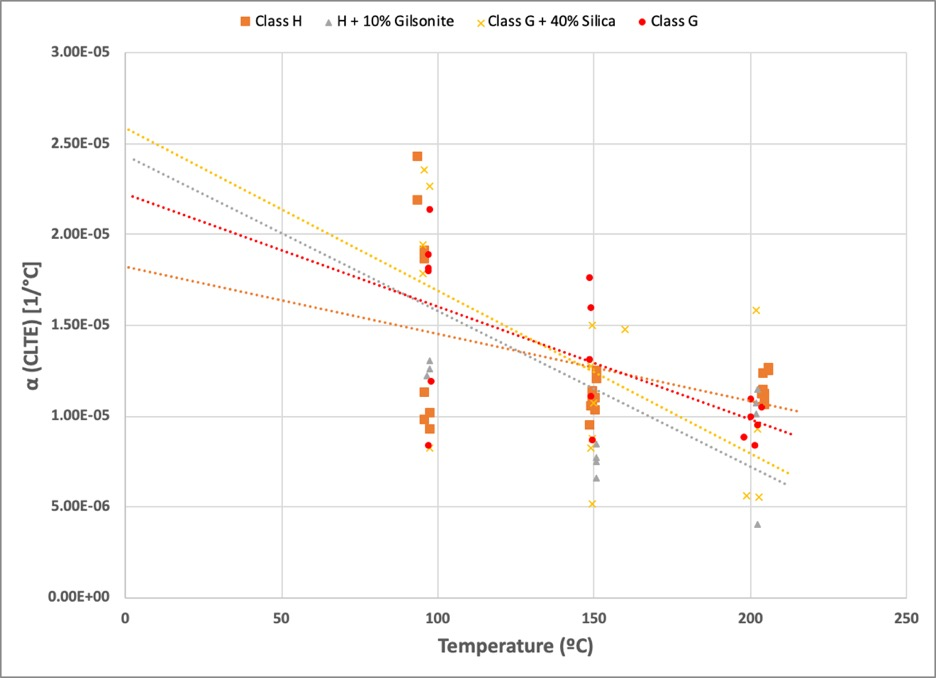 Class H H + 10% Gilsonite Class G + 40% Silica Class G
3.00E-05
2.50E-05
2.00E-05
1.50E-05
1.00E-05
5.00E-06
0.00E+00
α (CLTE) [1/°C]
0 50 100 150 200 250
Temperature (ºC)